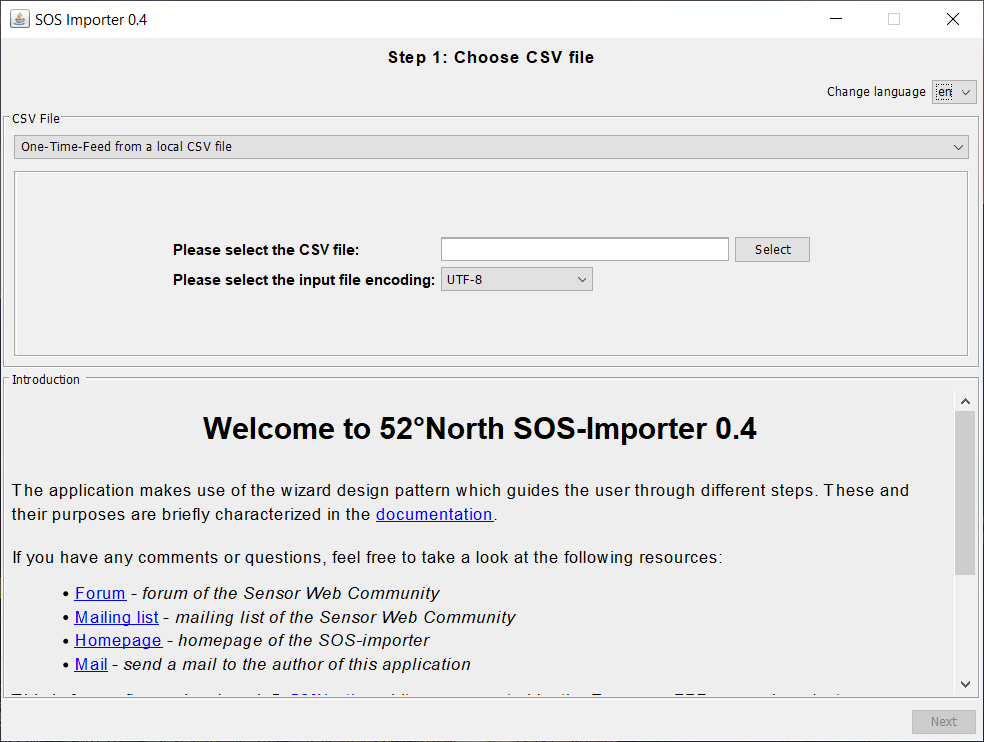 SOS Importer 0.4
Step 1: Choose CSV file
Change language en
CSV File
One-Time-Feed from a local CSV file
Please select the CSV file: Select
Please select the input file encoding: UTF-8
Introduction
Welcome to 52°North SOS-Importer 0.4
The application makes use of the wizard design pattern which guides the user through different steps. These and
their purposes are briefly characterized in the documentation.
If you have any comments or questions, feel free to take a look at the following resources:
• Forum - forum of the Sensor Web Community
• Mailing list - mailing list of the Sensor Web Community
• Homepage - homepage of the SOS-importer
• Mail - send a mail to the author of this application
Next